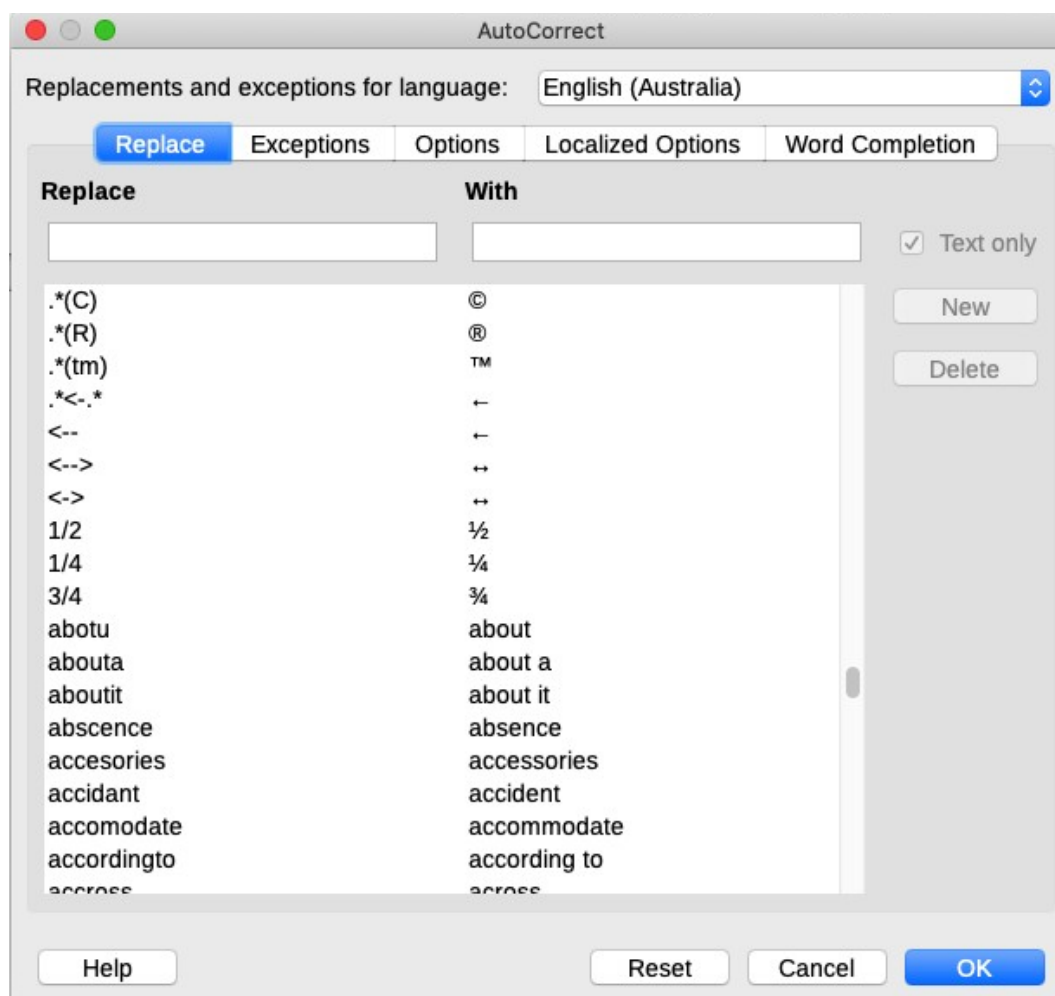 AutoCorrect
Replacements and exceptions for language: English (Australia)
Replace Exceptions Options Localized Options Word Completion
Replace With
Text only
.*(C) ©
New
.*(R) ®
.*(tm) ™
Delete
.*<-.* ←
<-- ←
<--> ↔
<-> ↔
1/2 ½
1/4 ¼
3/4 ¾
abotu about
abouta about a
aboutit about it
abscence absence
accesories accessories
accidant accident
accomodate accommodate
accordingto according to
accross across
Help Reset Cancel OK